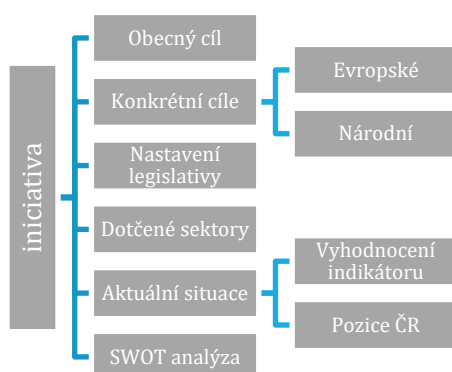 iniciativa
Obecný cíl
Konkrétní cíle
Evropské
Národní
Nastavení
legislativy
Dotčené sektory
Aktuální situace
Vyhodnocení
indikátoru
Pozice ČR
SWOT analýza